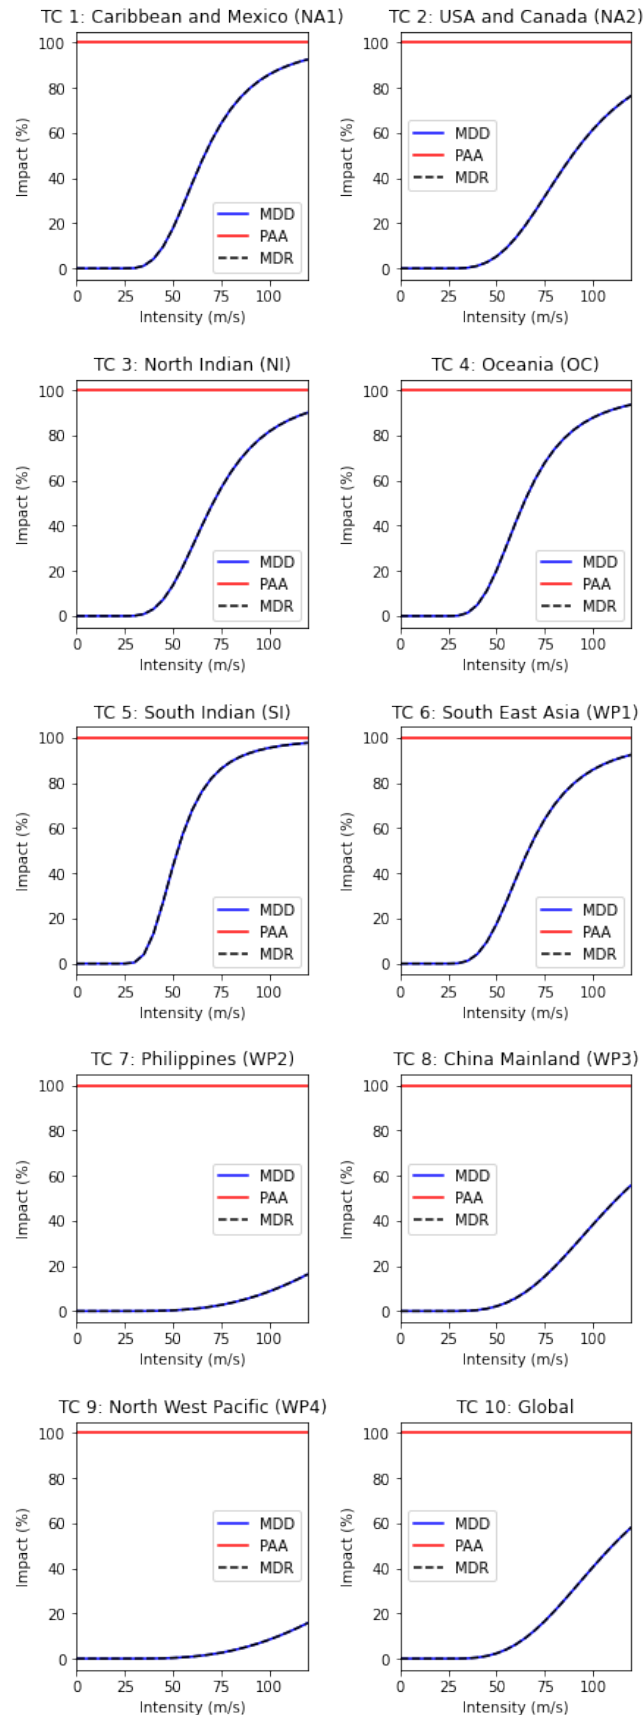 TC 1: Caribbean and Mexico (NA1)
100
80
60
40
20
0
Impact (%)
MDD
PAA
MDR
0 25 50 75 100
Intensity (m/s)
TC 2: USA and Canada (NA2)
100
80
60
40
20
0
Impact (%)
MDD
PAA
MDR
0 25 50 75 100
Intensity (m/s)
TC 3: North Indian (NI)
100
80
60
40
20
0
Impact (%)
MDD
PAA
MDR
0 25 50 75 100
Intensity (m/s)
TC 4: Oceania (OC)
100
80
60
40
20
0
Impact (%)
MDD
PAA
MDR
0 25 50 75 100
Intensity (m/s)
TC 5: South Indian (SI)
100
80
60
40
20
0
Impact (%)
MDD
PAA
MDR
0 25 50 75 100
Intensity (m/s)
TC 6: South East Asia (WP1)
100
80
60
40
20
0
Impact (%)
MDD
PAA
MDR
0 25 50 75 100
Intensity (m/s)
TC 7: Philippines (WP2)
100
80
60
40
20
0
Impact (%)
MDD
PAA
MDR
0 25 50 75 100
Intensity (m/s)
TC 8: China Mainland (WP3)
100
80
60
40
20
0
Impact (%)
MDD
PAA
MDR
0 25 50 75 100
Intensity (m/s)
TC 9: North West Pacific (WP4)
100
80
60
40
20
0
Impact (%)
MDD
PAA
MDR
0 25 50 75 100
Intensity (m/s)
TC 10: Global
100
80
60
40
20
0
Impact (%)
MDD
PAA
MDR
0 25 50 75 100
Intensity (m/s)